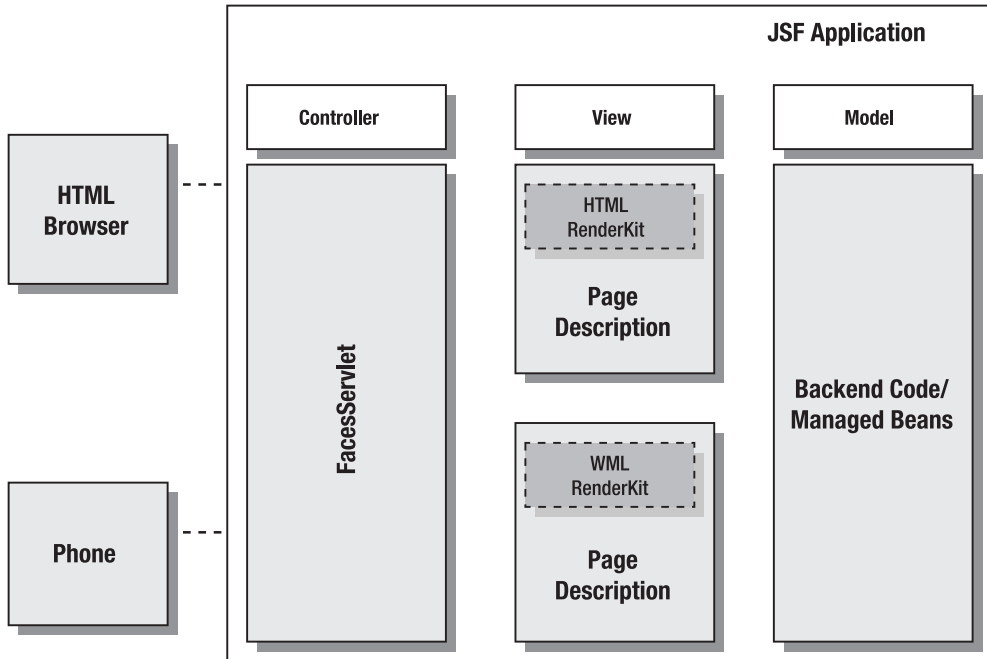 JSF Application
Controller
View
Model
HTML
Browser
Phone
FacesServlet
HTML
RenderKit
Page
Description
WML
RenderKit
Page
Description
Backend Code/
Managed Beans